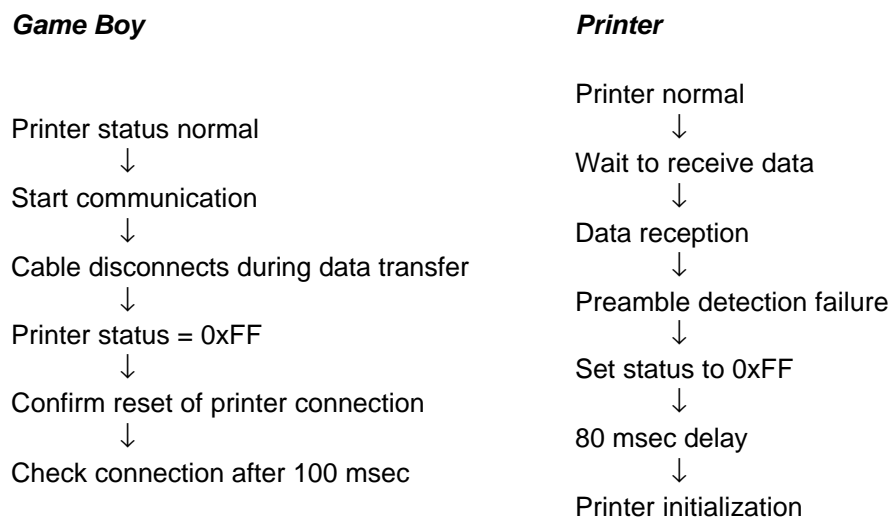 Game Boy
Printer status normal
↓
Start communication
↓
Cable disconnects during data transfer
↓
Printer status = 0xFF
↓
Confirm reset of printer connection
↓
Check connection after 100 msec
Printer
Printer normal
↓
Wait to receive data
↓
Data reception
↓
Preamble detection failure
↓
Set status to 0xFF
↓
80 msec delay
↓
Printer initialization